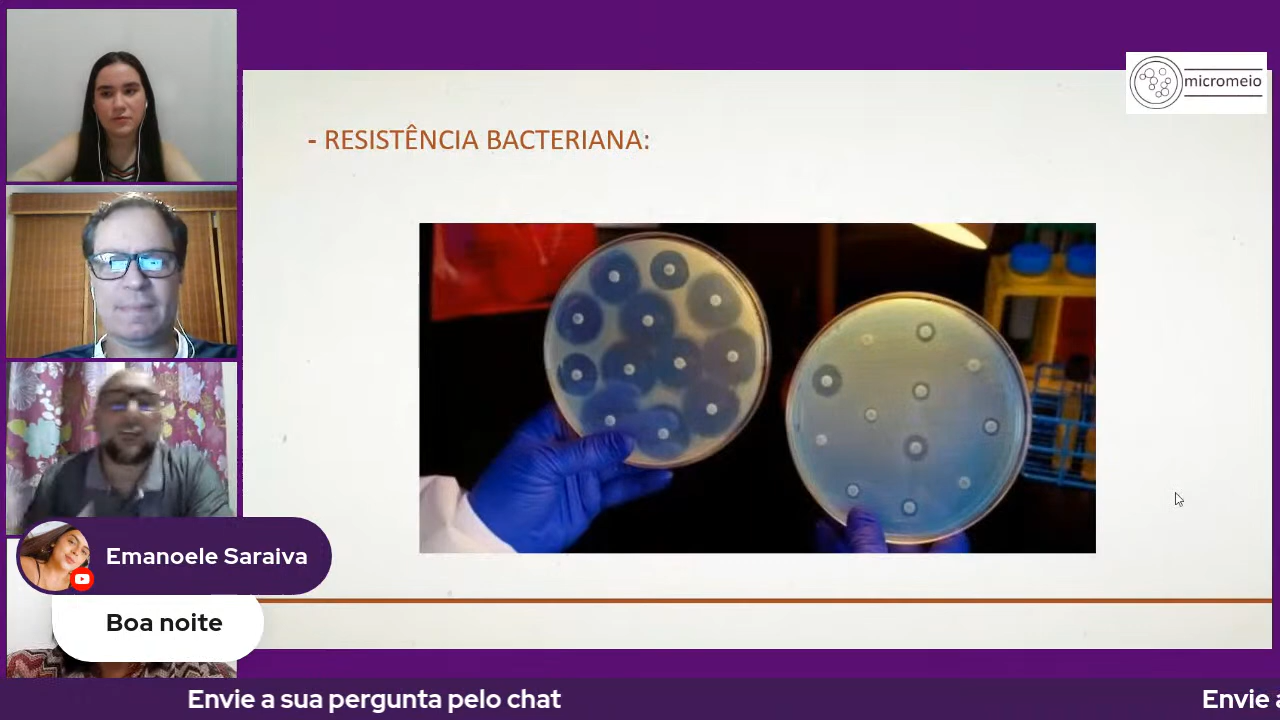 micromeio
- RESISTÊNCIA BACTERIANA:
Emanoele Saraiva
Boa noite
Envie a sua pergunta pelo chat
Envie a